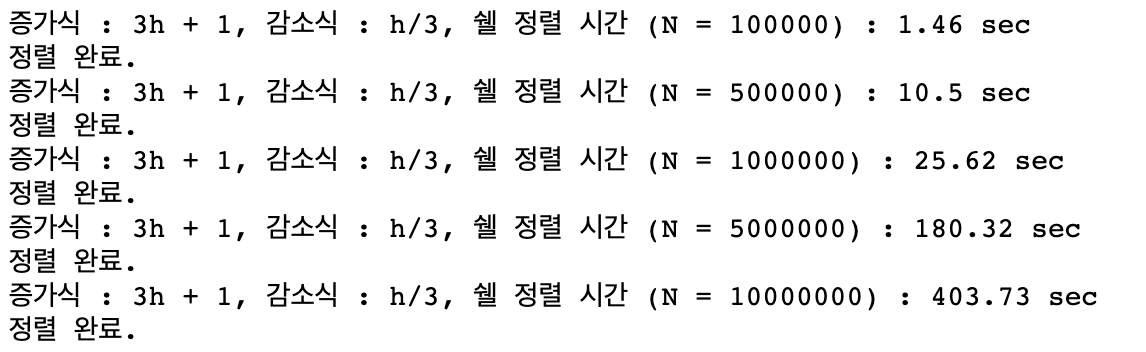 증가식 : 3h + 1, 감소식 : h/3, 쉘 정렬 시간 (N = 100000) : 1.46 sec
정렬 완료.
증가식 : 3h + 1, 감소식 : h/3, 쉘 정렬 시간 (N = 500000) : 10.5 sec
정렬 완료.
증가식 : 3h + 1, 감소식 : h/3, 쉘 정렬 시간 (N = 1000000) : 25.62 sec
정렬 완료.
증가식 : 3h + 1, 감소식 : h/3, 쉘 정렬 시간 (N = 5000000) : 180.32 sec
정렬 완료.
증가식 : 3h + 1, 감소식 : h/3, 쉘 정렬 시간 (N = 10000000) : 403.73 sec
정렬 완료.